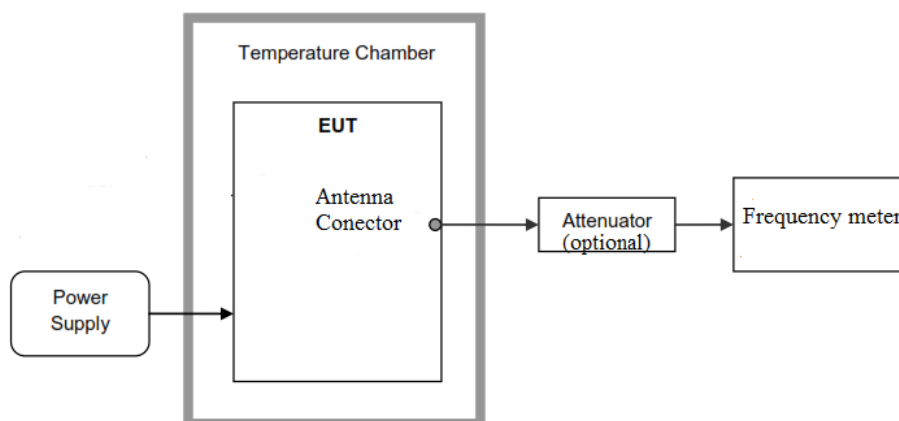 Temperature Chamber
EUT
Antenna
Conector
Attenuator
(optional)
Frequency meter
Power
Supply